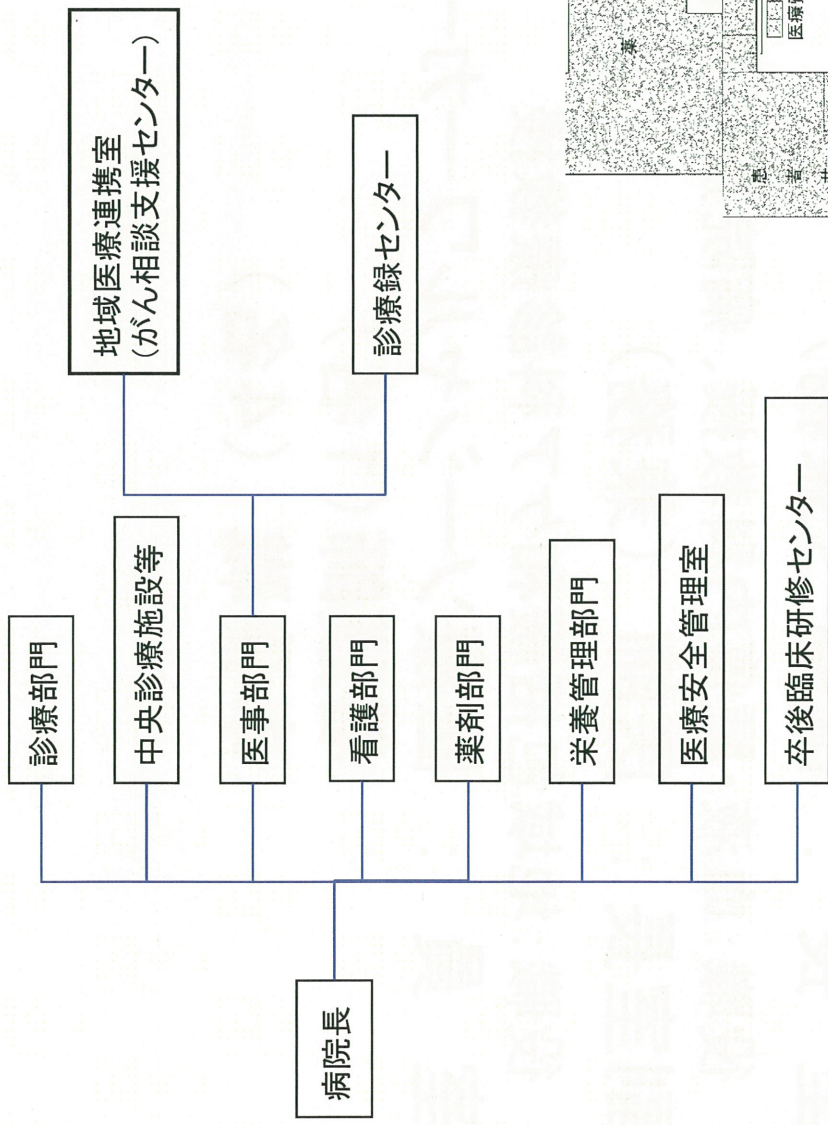 病院長
診療部門
中央診療施設等
医事部門
看護部門
薬剤部門
栄養管理部門
医療安全管理室
卒後臨床研修センター
地域医療連携室
(がん相談支援センター)
診療録センター
薬
患
者